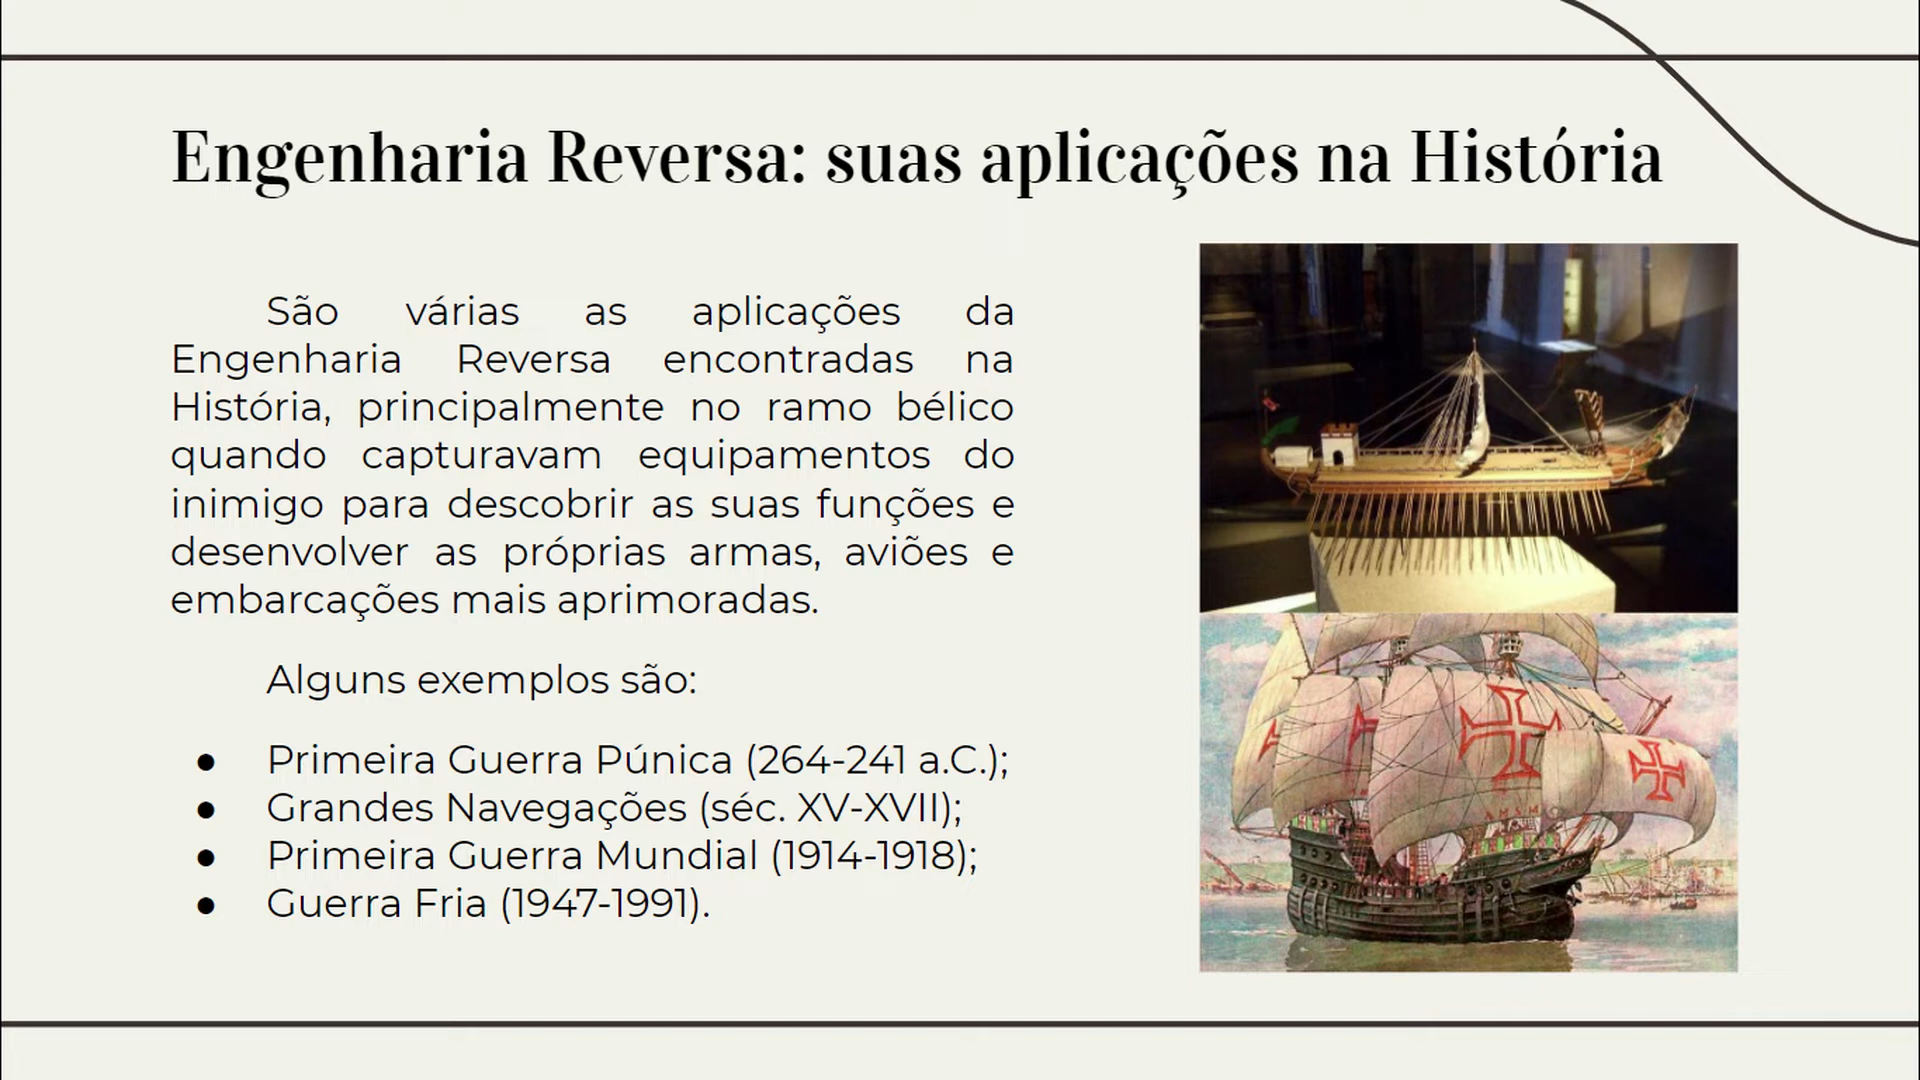 Engenharia Reversa: suas aplicações na História
São várias as aplicações da
Engenharia Reversa encontradas na
História, principalmente no ramo bélico
quando capturavam equipamentos do
inimigo para descobrir as suas funções e
desenvolver as próprias armas, aviões e
embarcações mais aprimoradas.
Alguns exemplos são:
● Primeira Guerra Púnica (264-241 a.C.);
● Grandes Navegações (séc. XV-XVII);
● Primeira Guerra Mundial (1914-1918);
● Guerra Fria (1947-1991).